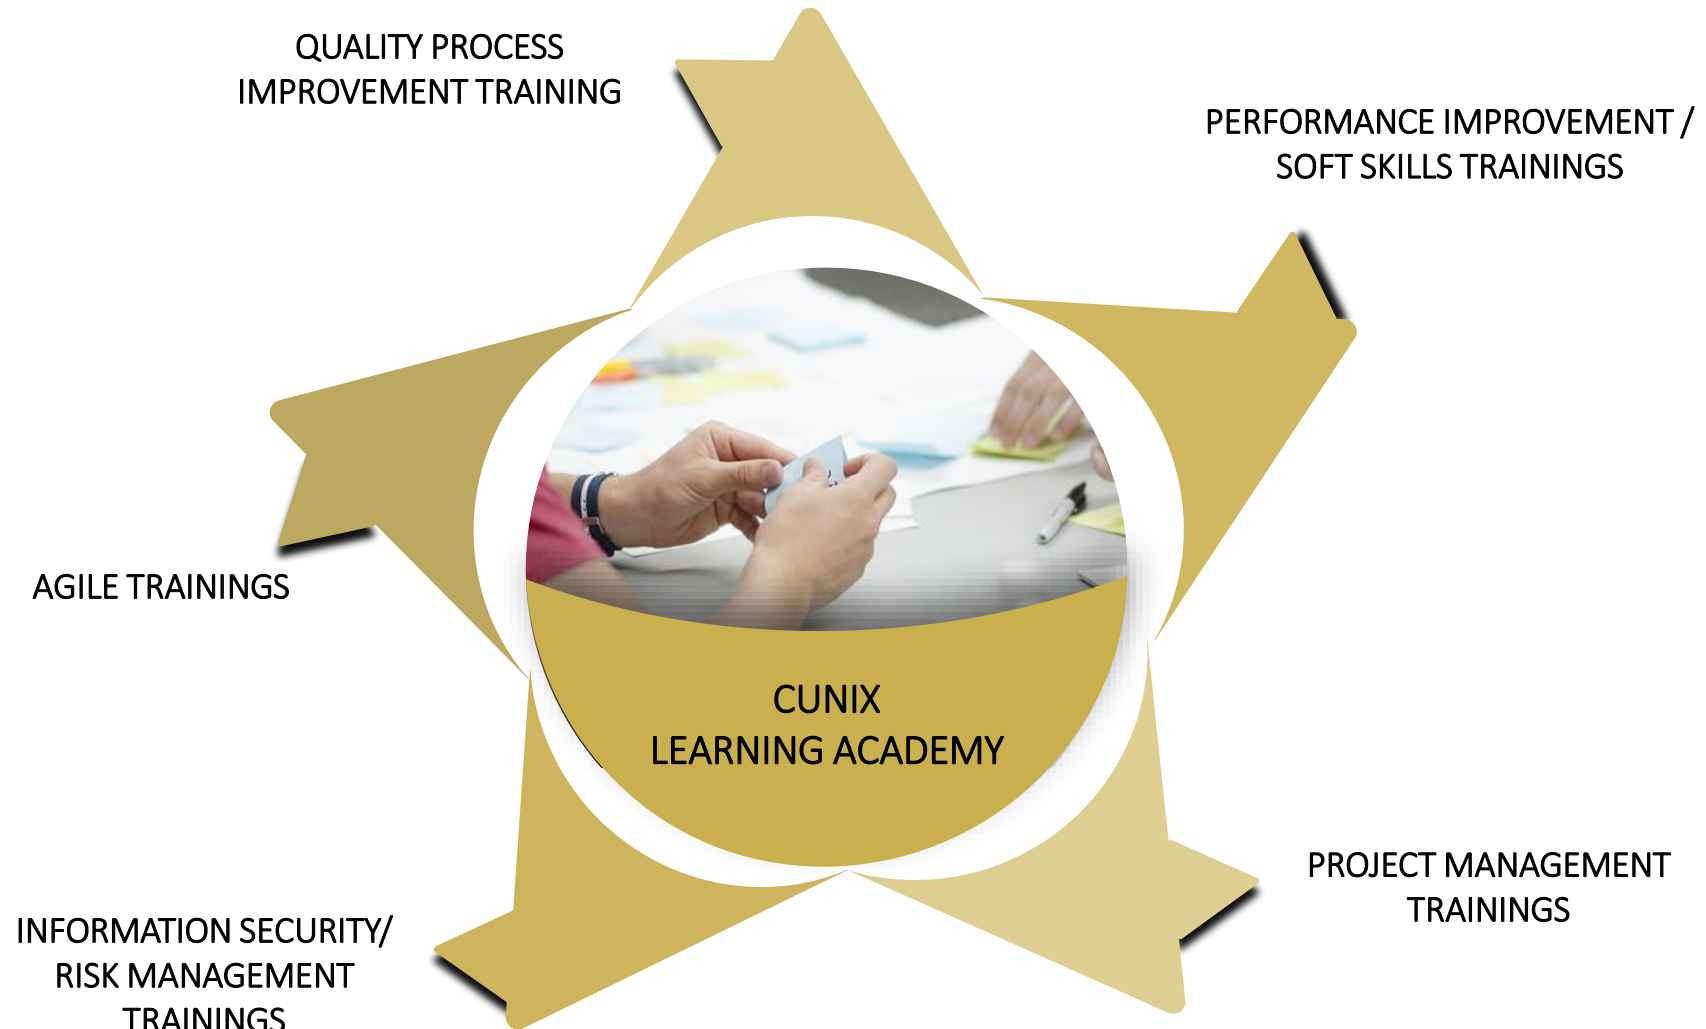 QUALITY PROCESS
IMPROVEMENT TRAINING
PERFORMANCE IMPROVEMENT /
SOFT SKILLS TRAININGS
AGILE TRAININGS
CUNIX
LEARNING ACADEMY
PROJECT MANAGEMENT
TRAININGS
INFORMATION SECURITY/
RISK MANAGEMENT
TRAININGS